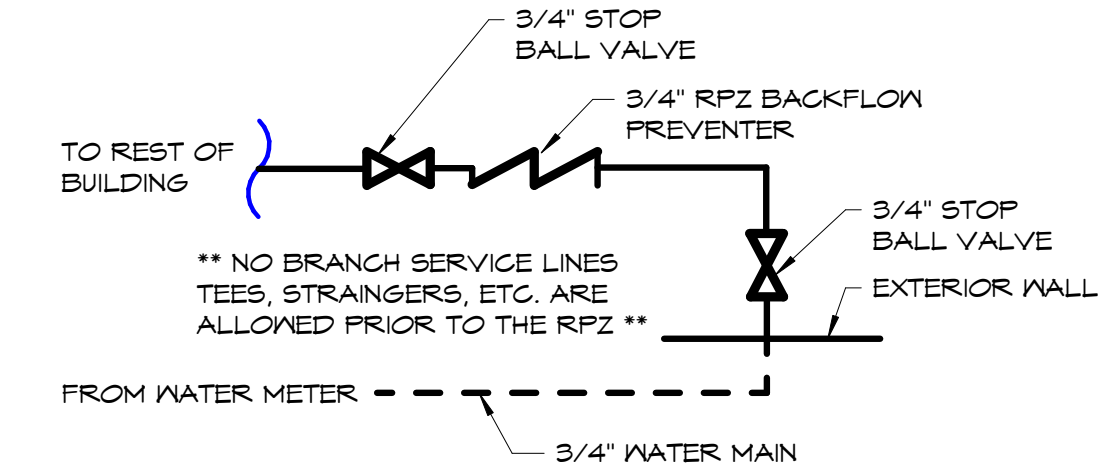 3/4" STOP
BALL VALVE
3/4" RPZ BACKFLOW
PREVENTER
TO REST OF
BUILDING
3/4" STOP
BALL VALVE
** NO BRANCH SERVICE LINES
TEES, STRAINGERS, ETC. ARE
ALLOWED PRIOR TO THE RPZ **
EXTERIOR WALL
FROM WATER METER
3/4" WATER MAIN